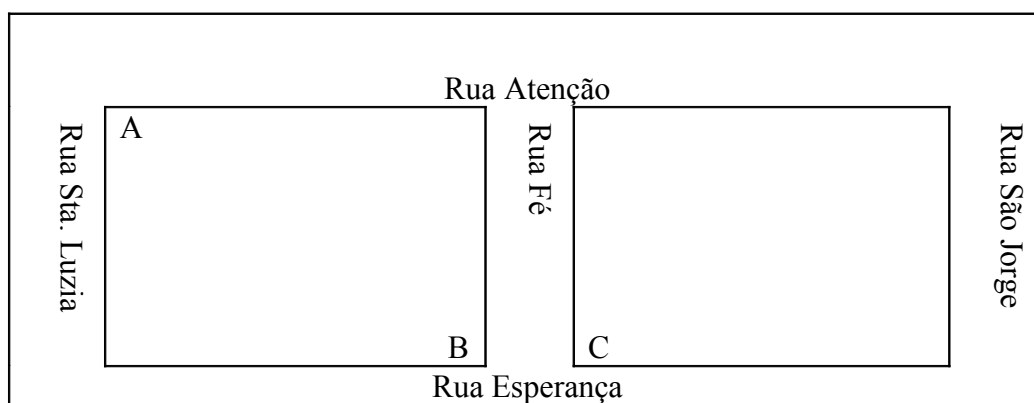 Rua Atenção
Rua Sta. Luzia
A
Rua Fé
Rua São Jorge
B
C
Rua Esperança